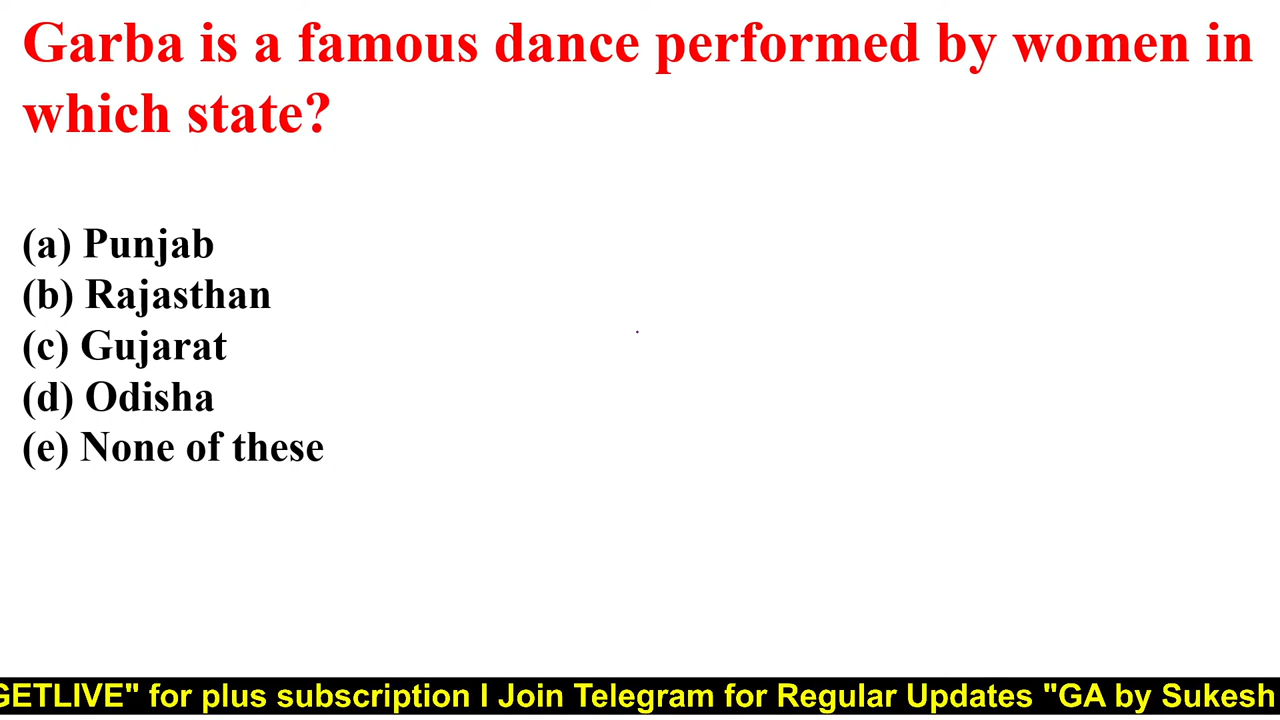 Garba is a famous dance performed by women in
which state?
(a) Punjab
(b) Rajasthan
(c) Gujarat
(d) Odisha
(e) None of these
GETLIVE" for plus subscription I Join Telegram for Regular Updates "GA by Sukesh